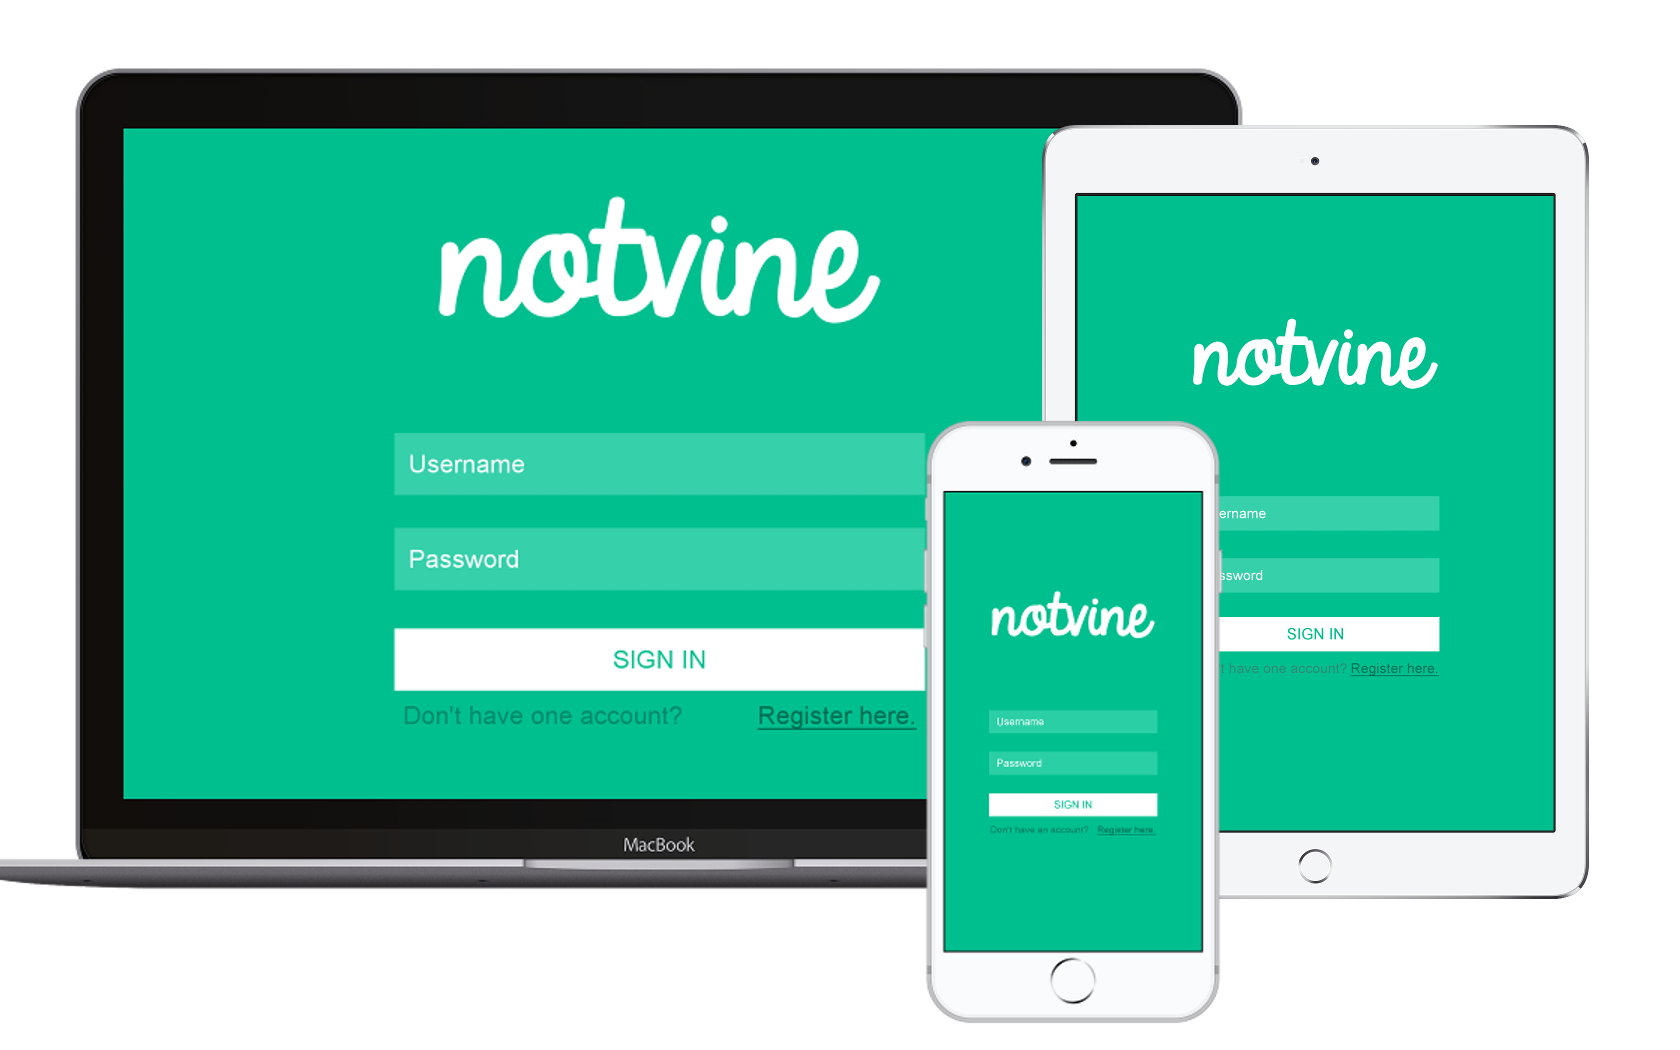 notvine
Username
Password
SIGN IN
Don't have one account? Register here.
MacBook
notvine
ername
ssword
SIGN IN
t have one account? Register here.
notvine
Username
Password
SIGN IN
Don't have an account? Register here.